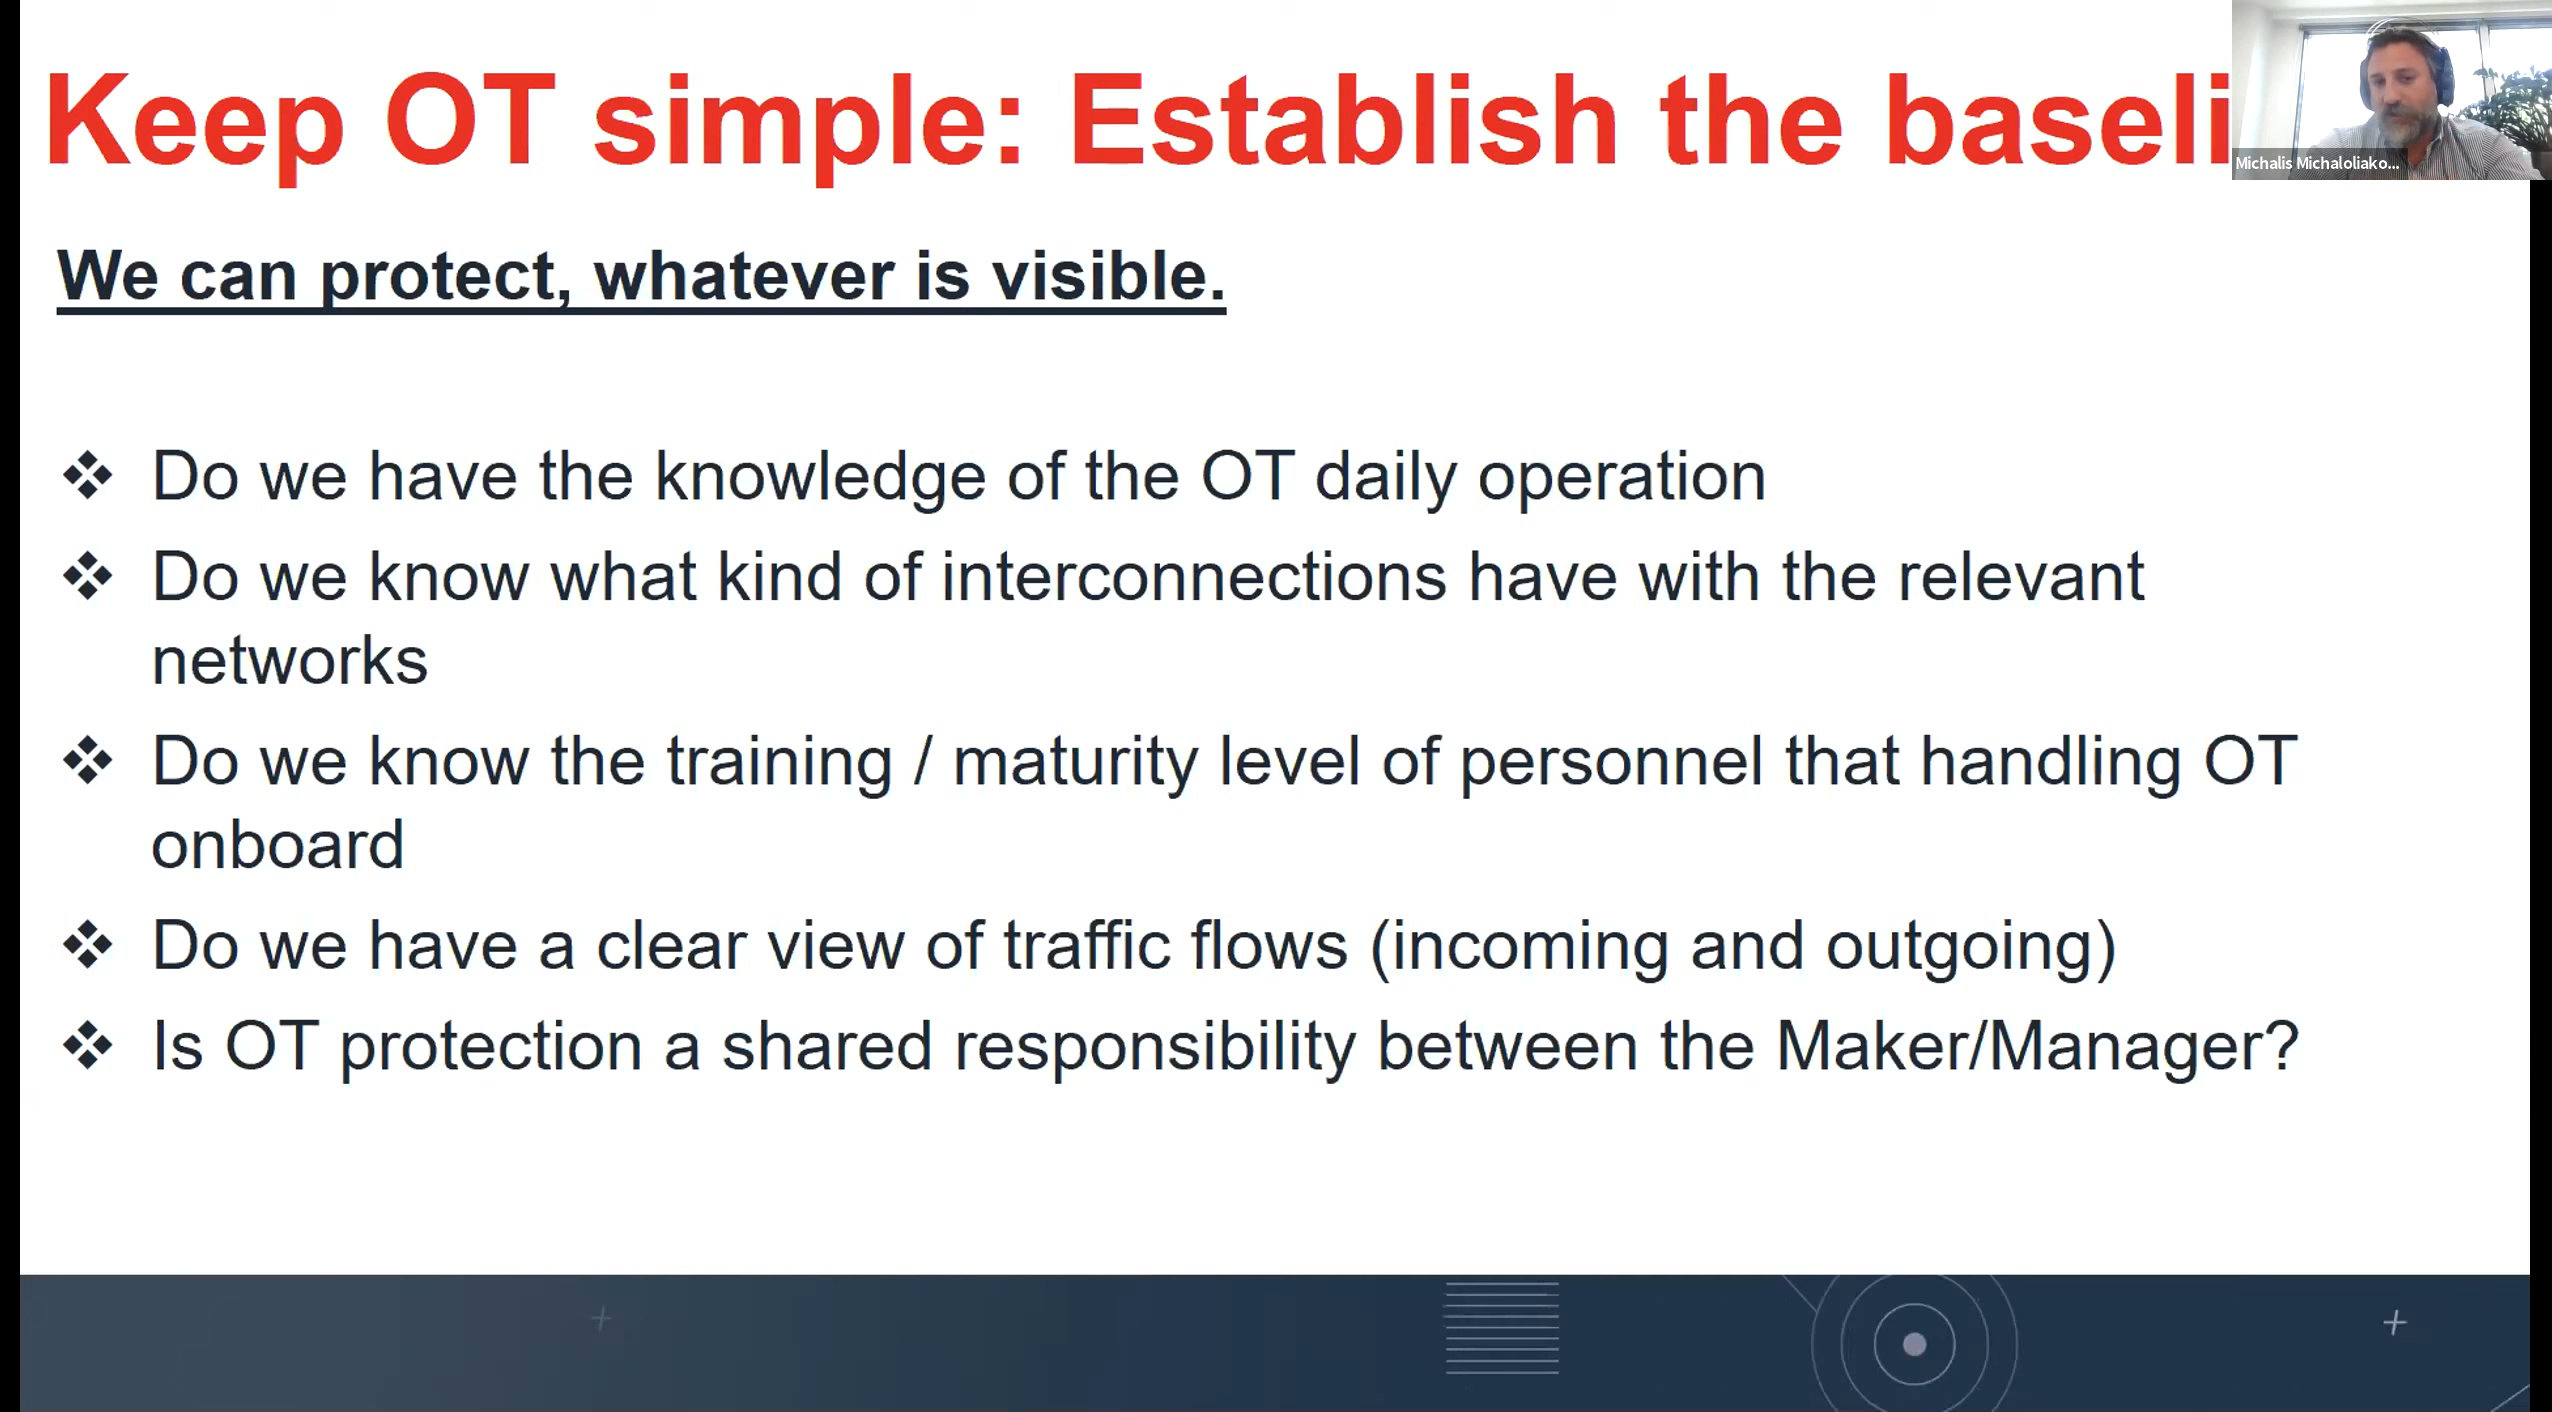 Keep OT simple: Establish the baseli
Michalis Michaloliako...
We can protect, whatever is visible.
❖ Do we have the knowledge of the OT daily operation
❖ Do we know what kind of interconnections have with the relevant
networks
❖ Do we know the training / maturity level of personnel that handling OT
onboard
❖ Do we have a clear view of traffic flows (incoming and outgoing)
❖ Is OT protection a shared responsibility between the Maker/Manager?